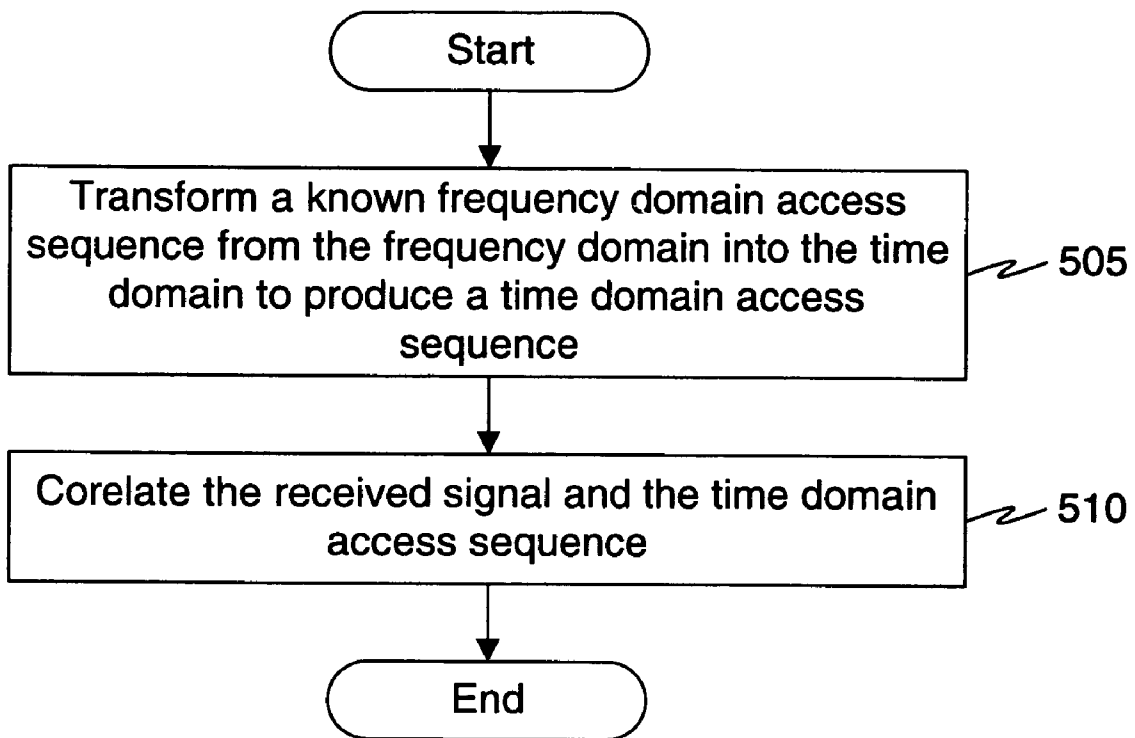 Start
Transform a known frequency domain access
sequence from the frequency domain into the time
domain to produce a time domain access
sequence
505
Corelate the received signal and the time domain
access sequence
510
End